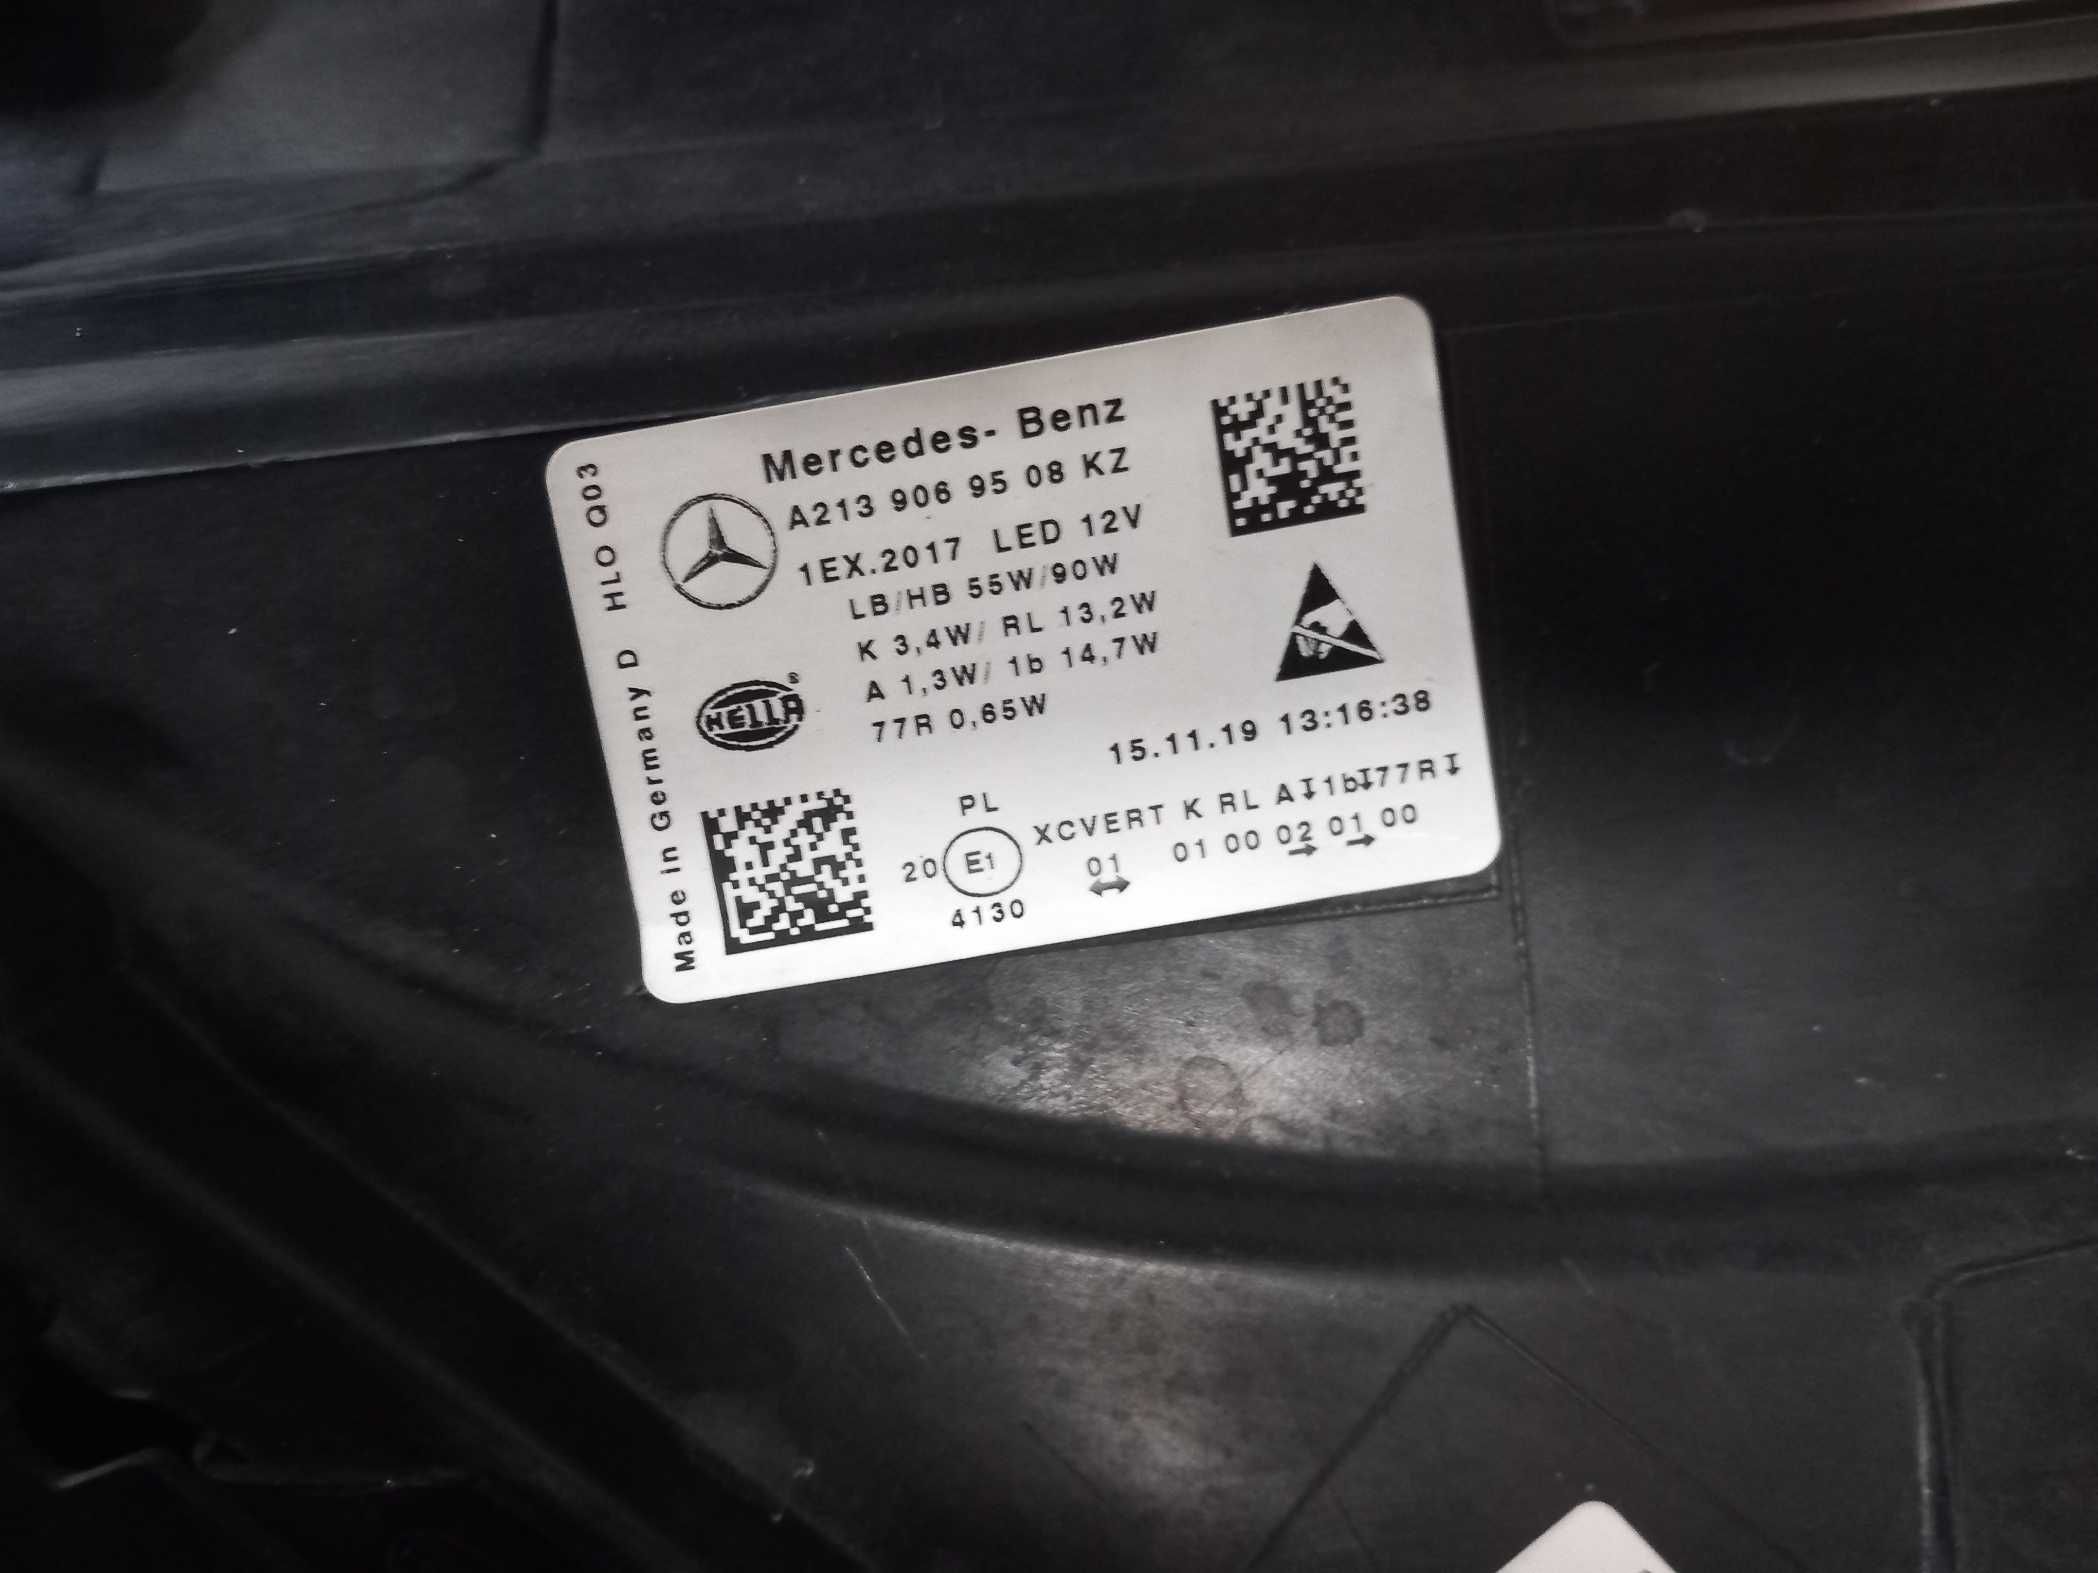 Mercedes- Benz
A213 906 95 08 KZ
1EX.2017 LED 12V
LB/HB 55W/90W
K 3,4W/ RL 13,2W
A 1,3W/ 1b 14,7W
77R 0,65W
HELLA
15.11.19 13:16:38
PL
XCVERT K RL A↧1b↧77R↧
20 E1 01 01 00 02 01 00
4130
Made in Germany D HLO Q03